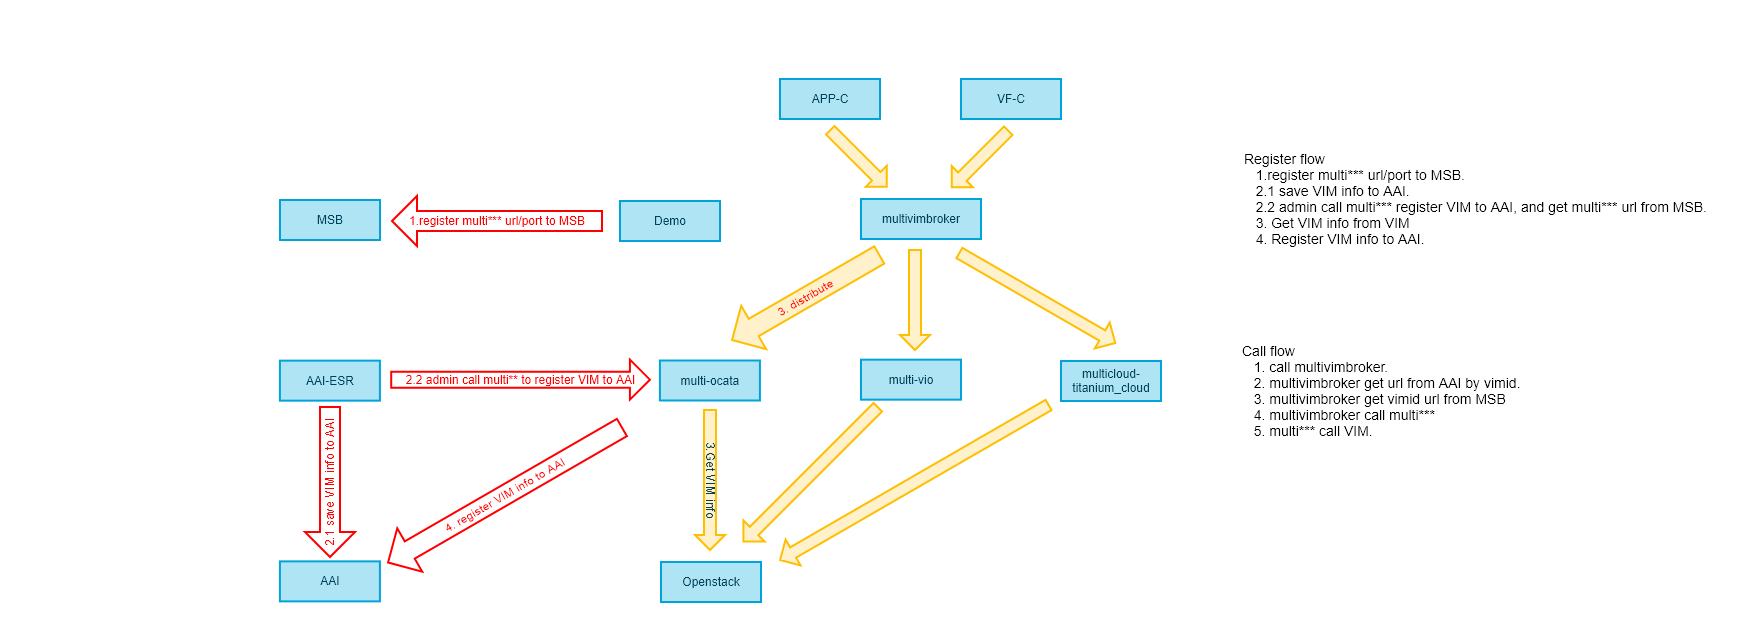 APP-C
VF-C
MSB
1.register multi*** url/port to MSB
Demo
multivimbroker
3. distribute
AAI-ESR
2.2 admin call multi** to register VIM to AAI
multi-ocata
multi-vio
multicloud-
titanium_cloud
2.1 save VIM info to AAI
4. register VIM info to AAI
3. Get VIM info
AAI
Openstack
Register flow
1.register multi*** url/port to MSB.
2.1 save VIM info to AAI.
2.2 admin call multi*** register VIM to AAI, and get multi*** url from MSB.
3. Get VIM info from VIM
4. Register VIM info to AAI.
Call flow
1. call multivimbroker.
2. multivimbroker get url from AAI by vimid.
3. multivimbroker get vimid url from MSB
4. multivimbroker call multi***
5. multi*** call VIM.